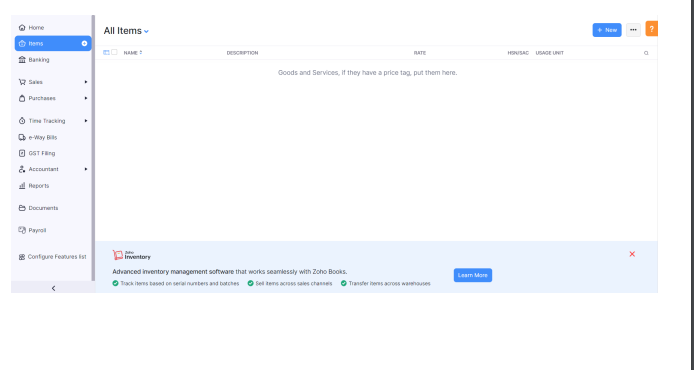 Home
Items
Banking
Sales
Purchases
Time Tracking
e-Way Bills
GST Filing
Accountant
Reports
Documents
Payroll
Configure Features list
All Items
+ New
?
NAME DESCRIPTION RATE HSN/SAC USAGE UNIT
Goods and Services, if they have a price tag, put them here.
Zoho
Inventory
Advanced inventory management software that works seamlessly with Zoho Books.
Learn More
Track items based on serial numbers and batches Sell items across sales channels Transfer items across warehouses